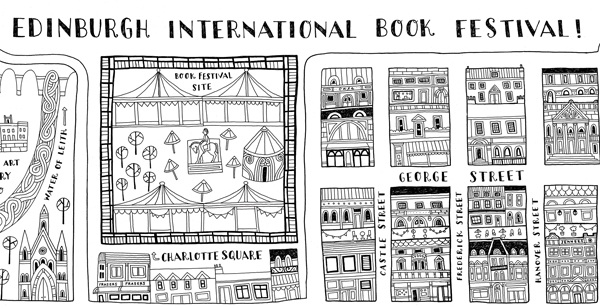 EDINBURGH INTERNATIONAL BOOK FESTIVAL!
BOOK FESTIVAL
SITE
ART
RY
WATER OF LEITH
GEORGE STREET
CASTLE STREET
FREDERICK STREET
HANOVER STREET
CHARLOTTE SQUARE